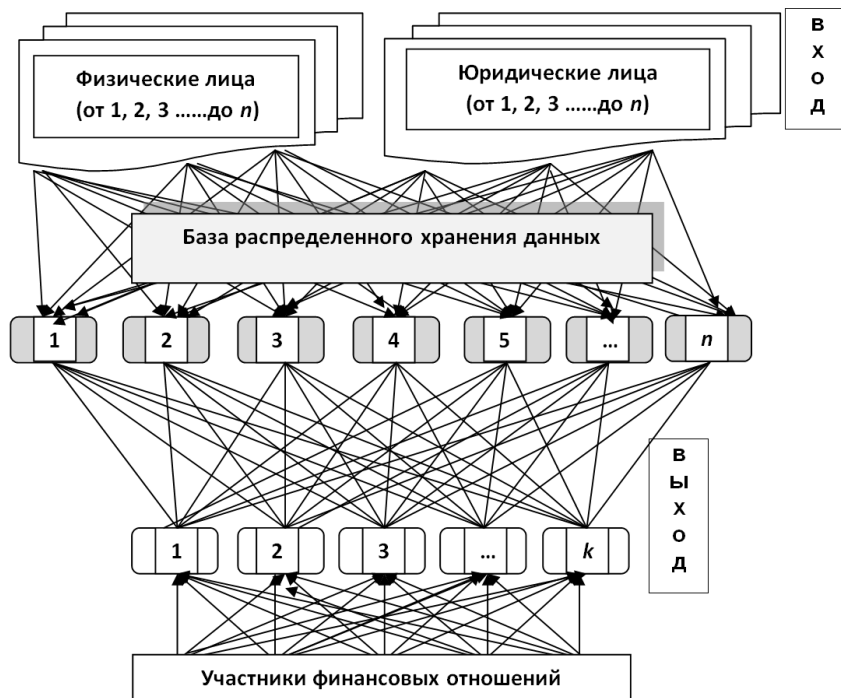 Физические лица
(от 1, 2, 3 ……до n)
Юридические лица
(от 1, 2, 3 ……до n)
В
Х
О
Д
База распределенного хранения данных
1 2 3 4 5 … n
В
Ы
Х
О
Д
1 2 3 … k
Участники финансовых отношений